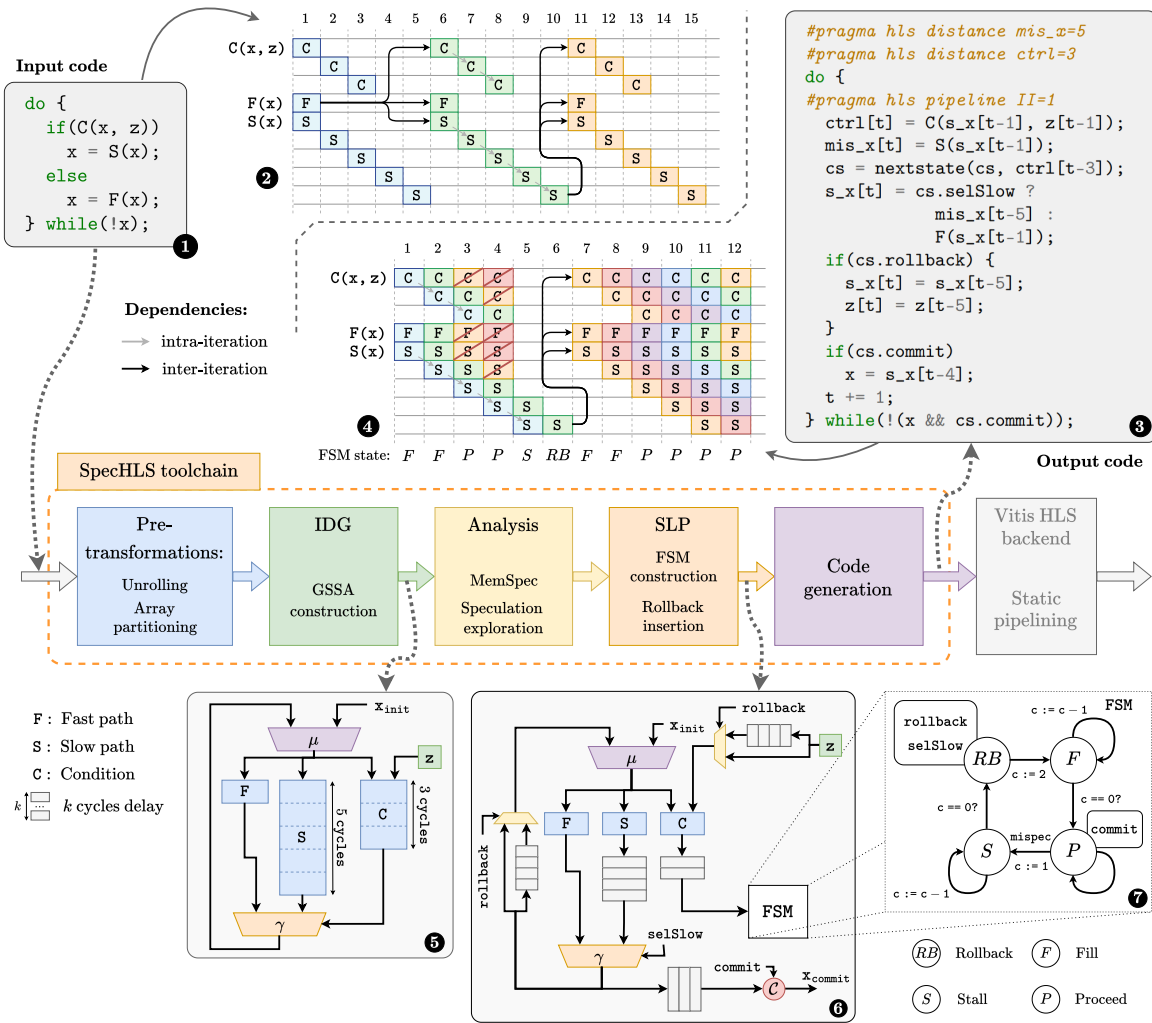 Input code
do {
if(C(x, z))
x = S(x);
else
x = F(x);
} while(!x);
1
1 2 3 4 5 6 7 8 9 10 11 12 13 14 15
C(x,z) C C C
C C C
C C C
F(x) F F F
S(x) S S S
S S S
S S S
S S S
S S S
2
#pragma hls distance mis_x=5
#pragma hls distance ctrl=3
do {
#pragma hls pipeline II=1
ctrl[t] = C(s_x[t-1], z[t-1]);
mis_x[t] = S(s_x[t-1]);
cs = nextstate(cs, ctrl[t-3]);
s_x[t] = cs.selSlow ?
mis_x[t-5] :
F(s_x[t-1]);
if(cs.rollback) {
s_x[t] = s_x[t-5];
z[t] = z[t-5];
}
if(cs.commit)
x = s_x[t-4];
t += 1;
} while(!(x && cs.commit));
3
Output code
Dependencies:
intra-iteration
inter-iteration
1 2 3 4 5 6 7 8 9 10 11 12
C(x,z) C C C C C C C C C C
C C C C C C C C
C C C C C C
F(x) F F F F F F F F F F
S(x) S S S S S S S S S S
S S S S S S S S
S S S S S S
S S S S S
S S S S
4
FSM state: F F P P S RB F F P P P P
SpecHLS toolchain
Pre-
transformations:
Unrolling
Array
partitioning
IDG
GSSA
construction
Analysis
MemSpec
Speculation
exploration
SLP
FSM
construction
Rollback
insertion
Code
generation
Vitis HLS
backend
Static
pipelining
F : Fast path
S : Slow path
C : Condition
k ... k cycles delay
x_init
μ
z
F
S
5 cycles
C
3 cycles
γ
5
rollback
x_init
μ
z
F
S
C
rollback
FSM
selSlow
γ
commit
C
x_commit
6
FSM
rollback
selSlow
RB
c := 2
c := c − 1
F
c == 0?
c == 0?
commit
S
mispec
c := 1
P
c := c − 1
7
RB Rollback
F Fill
S Stall
P Proceed